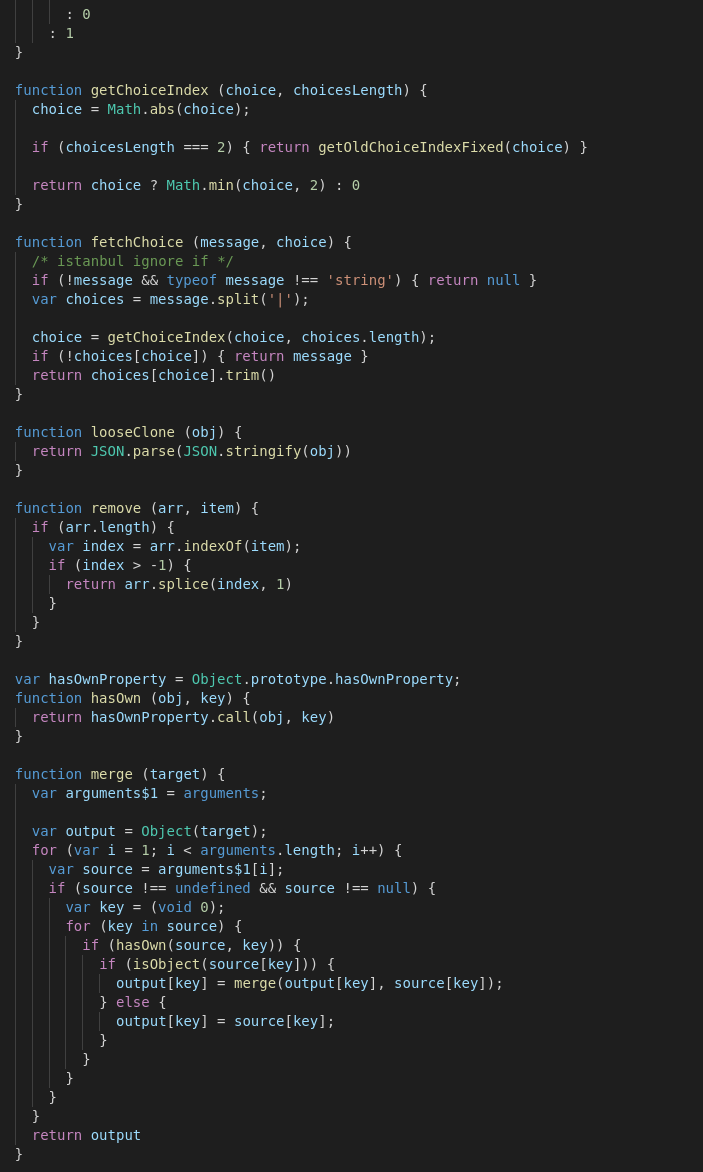 : 0
: 1
}
function getChoiceIndex (choice, choicesLength) {
choice = Math.abs(choice);
if (choicesLength === 2) { return getOldChoiceIndexFixed(choice) }
return choice ? Math.min(choice, 2) : 0
}
function fetchChoice (message, choice) {
/* istanbul ignore if */
if (!message && typeof message !== 'string') { return null }
var choices = message.split('|');
choice = getChoiceIndex(choice, choices.length);
if (!choices[choice]) { return message }
return choices[choice].trim()
}
function looseClone (obj) {
return JSON.parse(JSON.stringify(obj))
}
function remove (arr, item) {
if (arr.length) {
var index = arr.indexOf(item);
if (index > -1) {
return arr.splice(index, 1)
}
}
}
var hasOwnProperty = Object.prototype.hasOwnProperty;
function hasOwn (obj, key) {
return hasOwnProperty.call(obj, key)
}
function merge (target) {
var arguments$1 = arguments;
var output = Object(target);
for (var i = 1; i < arguments.length; i++) {
var source = arguments$1[i];
if (source !== undefined && source !== null) {
var key = (void 0);
for (key in source) {
if (hasOwn(source, key)) {
if (isObject(source[key])) {
output[key] = merge(output[key], source[key]);
} else {
output[key] = source[key];
}
}
}
}
}
return output
}